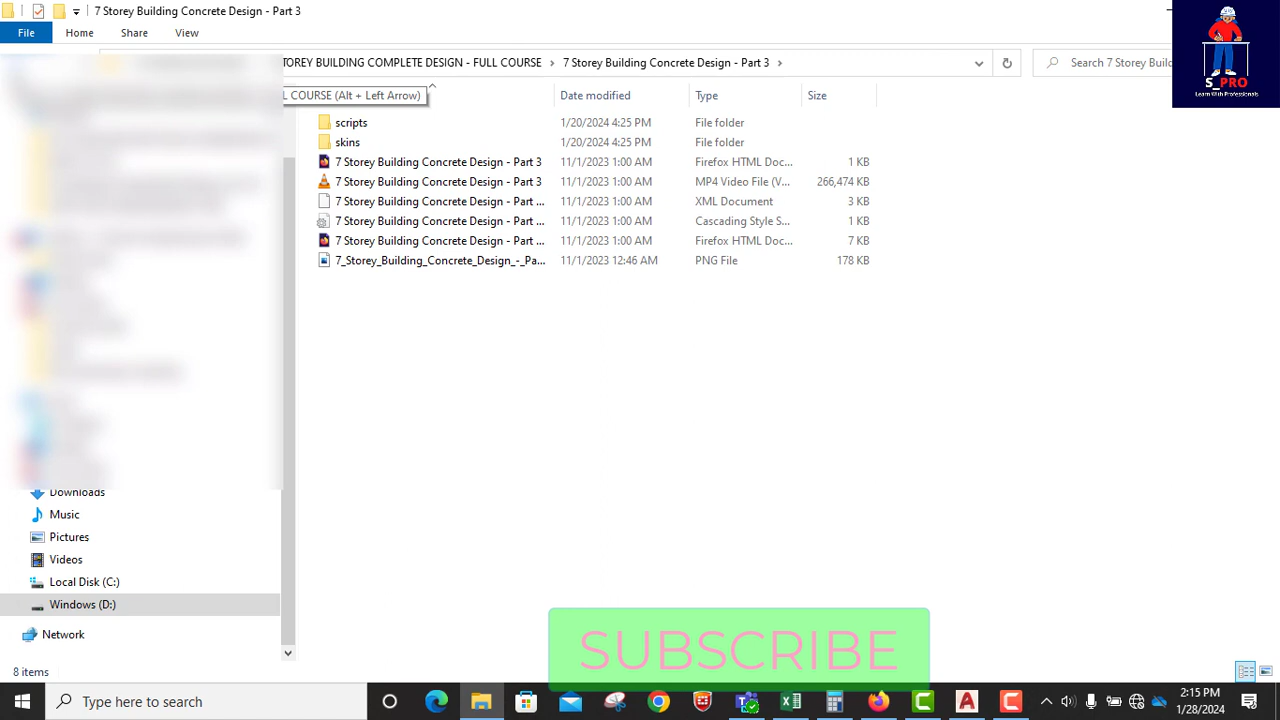 7 Storey Building Concrete Design - Part 3
File Home Share View
TOREY BUILDING COMPLETE DESIGN - FULL COURSE > 7 Storey Building Concrete Design - Part 3 >
Search 7 Storey Buil
L COURSE (Alt + Left Arrow)
Date modified Type Size
scripts 1/20/2024 4:25 PM File folder
skins 1/20/2024 4:25 PM File folder
7 Storey Building Concrete Design - Part 3 11/1/2023 1:00 AM Firefox HTML Doc... 1 KB
7 Storey Building Concrete Design - Part 3 11/1/2023 1:00 AM MP4 Video File (V... 266,474 KB
7 Storey Building Concrete Design - Part ... 11/1/2023 1:00 AM XML Document 3 KB
7 Storey Building Concrete Design - Part ... 11/1/2023 1:00 AM Cascading Style S... 1 KB
7 Storey Building Concrete Design - Part ... 11/1/2023 1:00 AM Firefox HTML Doc... 7 KB
7_Storey_Building_Concrete_Design_-_Pa... 11/1/2023 12:46 AM PNG File 178 KB
S_PRO
Learn With Professionals
Downloads
Music
Pictures
Videos
Local Disk (C:)
Windows (D:)
Network
8 items
SUBSCRIBE
Type here to search
2:15 PM
1/28/2024